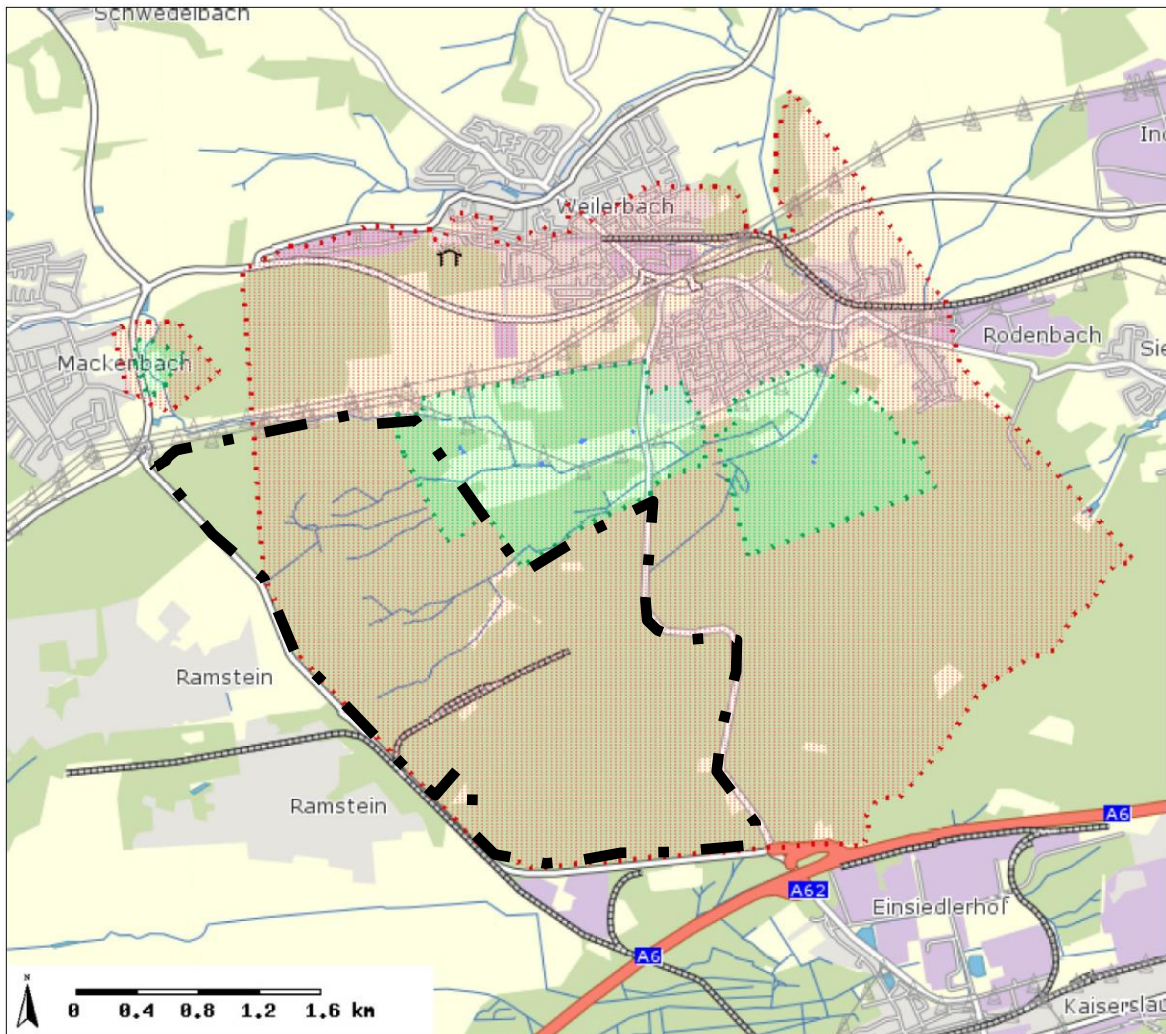 Schwedelbach
Weilerbach
Rodenbach
Mackenbach
Ramstein
Ramstein
A6
A62
Einsiedlerhof
A6
N
0 0.4 0.8 1.2 1.6 km